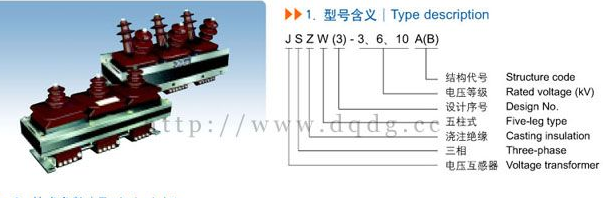 1. 型号含义 Type description
J S Z W (3) - 3、6、10 A(B)
结构代号 Structure code
电压等级 Rated voltage (kV)
设计序号 Design No.
五柱式 Five-leg type
浇注绝缘 Casting insulation
三相 Three-phase
电压互感器 Voltage transformer
http://www.dqdg.cc